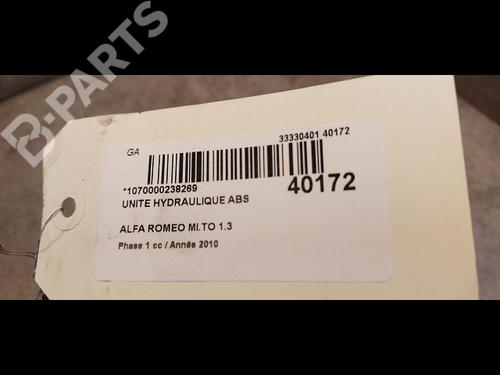 B-PARTS
GA
33330401 40172
*1070000238269
40172
UNITE HYDRAULIQUE ABS
ALFA ROMEO MI.TO 1.3
Phase 1 cc / Année 2010